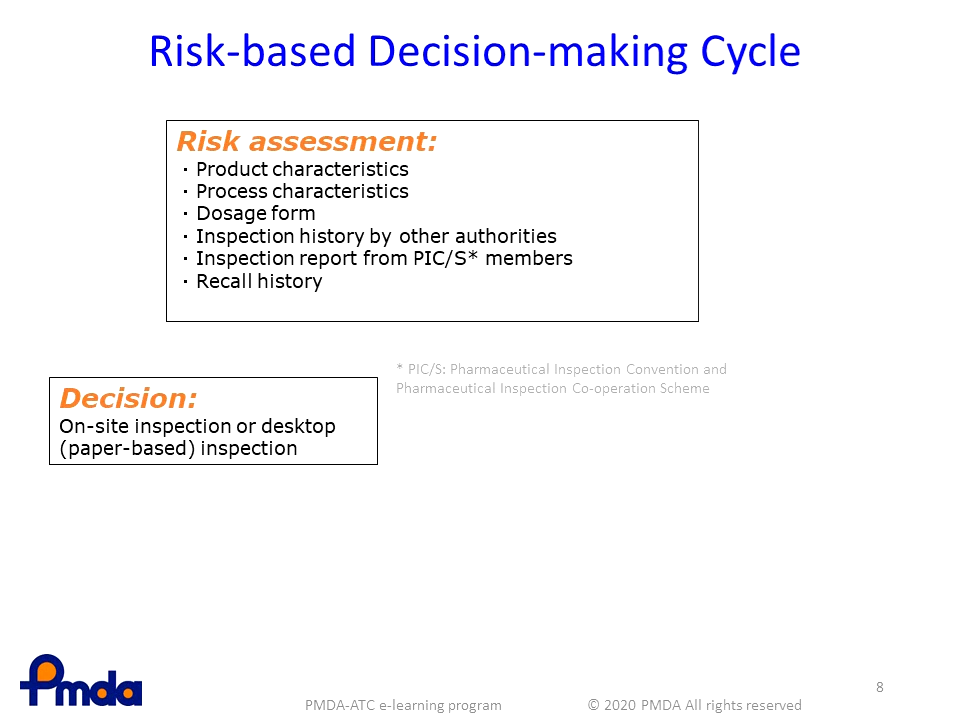 Risk-based Decision-making Cycle
Risk assessment:
・Product characteristics
・Process characteristics
・Dosage form
・Inspection history by other authorities
・Inspection report from PIC/S* members
・Recall history
* PIC/S: Pharmaceutical Inspection Convention and
Pharmaceutical Inspection Co-operation Scheme
Decision:
On-site inspection or desktop
(paper-based) inspection
Pmda
8
PMDA-ATC e-learning program
© 2020 PMDA All rights reserved